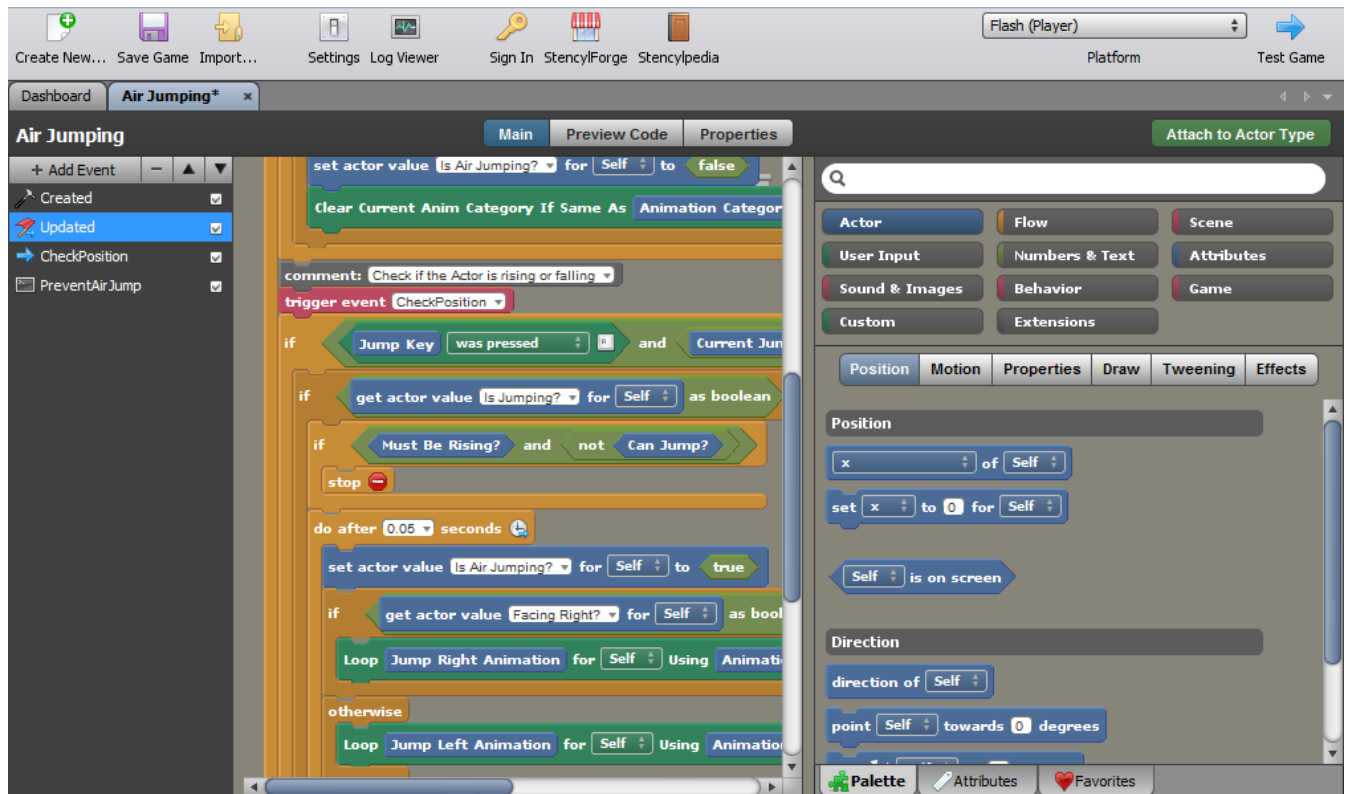 Flash (Player)
Create New... Save Game Import... Settings Log Viewer Sign In StencylForge Stencylpedia Platform Test Game
Dashboard Air Jumping* x
Air Jumping Main Preview Code Properties Attach to Actor Type
+ Add Event
Created
Updated
CheckPosition
PreventAirJump
set actor value Is Air Jumping? for Self to false
Clear Current Anim Category If Same As Animation Categor
comment: Check if the Actor is rising or falling
trigger event CheckPosition
if Jump Key was pressed and Current Jun
if get actor value Is Jumping? for Self as boolean
if Must Be Rising? and not Can Jump?
stop
do after 0.05 seconds
set actor value Is Air Jumping? for Self to true
if get actor value Facing Right? for Self as bool
Loop Jump Right Animation for Self Using Animati
otherwise
Loop Jump Left Animation for Self Using Animatio
Actor Flow Scene
User Input Numbers & Text Attributes
Sound & Images Behavior Game
Custom Extensions
Position Motion Properties Draw Tweening Effects
Position
x of Self
set x to 0 for Self
Self is on screen
Direction
direction of Self
point Self towards 0 degrees
Palette Attributes Favorites